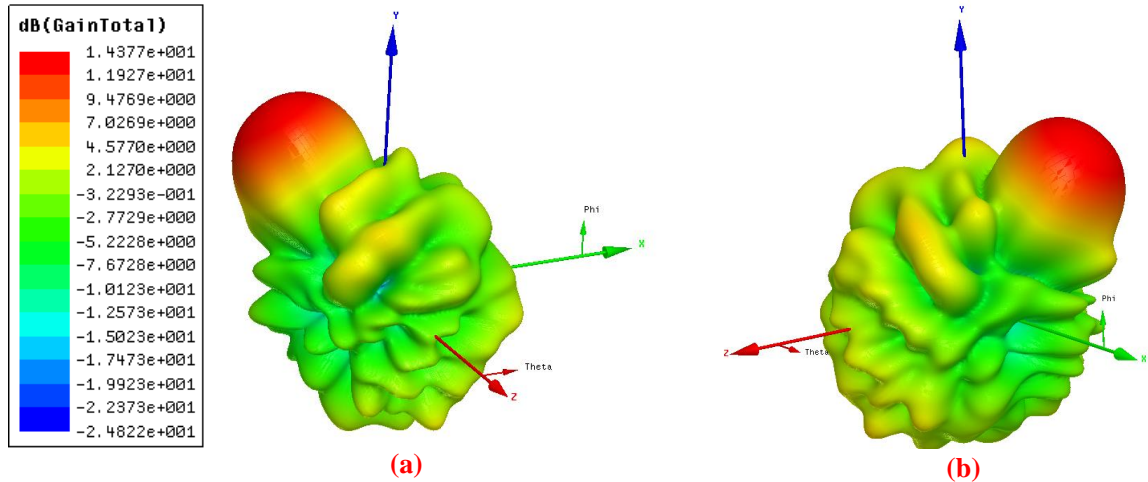 dB(GainTotal)
1.4377e+001
1.1927e+001
9.4769e+000
7.0269e+000
4.5770e+000
2.1270e+000
-3.2293e-001
-2.7729e+000
-5.2228e+000
-7.6728e+000
-1.0123e+001
-1.2573e+001
-1.5023e+001
-1.7473e+001
-1.9923e+001
-2.2373e+001
-2.4822e+001
Y
Phi
X
Theta
Z
(a)
Y
Phi
Z
Theta
X
(b)